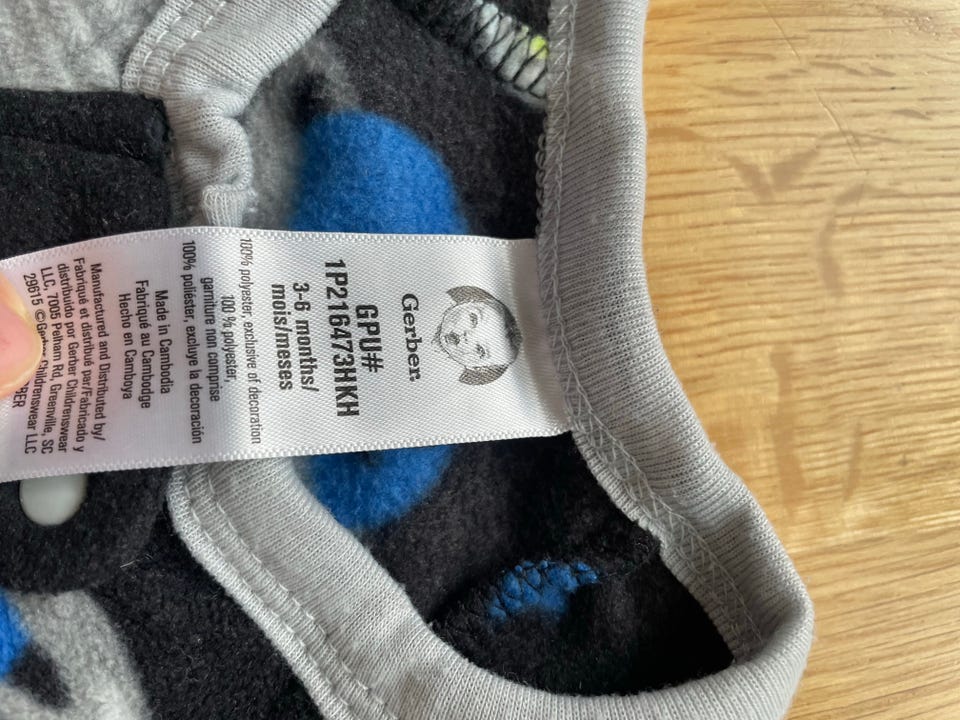 Gerber.
GPU#
1P216473HKH
3-6 months/
mois/meses
100% polyester, exclusive of decoration
100 % polyester,
garniture non comprise
100% poliéster, excluye la decoración
Made in Cambodia
Fabriqué au Cambodge
Hecho en Camboya
Manufactured and Distributed by/
Fabriqué et distribué par/Fabricado y
distribuido por Gerber Childrenswear
LLC, 7005 Pelham Rd, Greenville, SC
29615 ©Gerber Childrenswear LLC